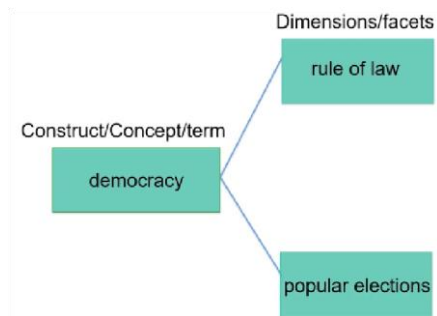 Dimensions/facets
rule of law
Construct/Concept/term
democracy
popular elections